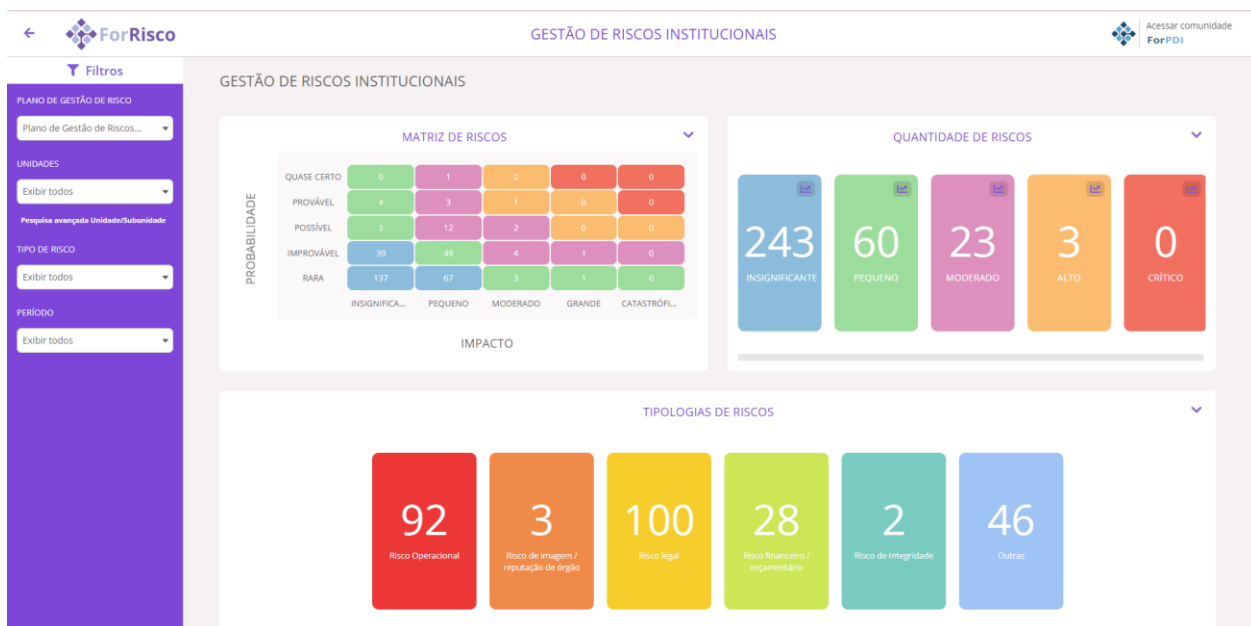 ForRisco
GESTÃO DE RISCOS INSTITUCIONAIS
Acessar comunidade
ForPDI
Filtros
PLANO DE GESTÃO DE RISCO
Plano de Gestão de Riscos...
UNIDADES
Exibir todos
Pesquisa avançada Unidade/Subunidade
TIPO DE RISCO
Exibir todos
PERÍODO
Exibir todos
GESTÃO DE RISCOS INSTITUCIONAIS
MATRIZ DE RISCOS
PROBABILIDADE
QUASE CERTO 0 1 2 0 0
PROVÁVEL 4 3 1 0 0
POSSÍVEL 3 12 2 0 0
IMPROVÁVEL 39 49 4 1 0
RARA 137 67 3 1 0
INSIGNIFICA... PEQUENO MODERADO GRANDE CATASTRÓFI...
IMPACTO
QUANTIDADE DE RISCOS
243 60 23 3 0
INSIGNIFICANTE PEQUENO MODERADO ALTO CRÍTICO
TIPOLOGIAS DE RISCOS
92
Risco Operacional
3
Risco de imagem /
reputação de órgão
100
Risco legal
28
Risco financeiro /
orçamentário
2
Risco de Integridade
46
Outras